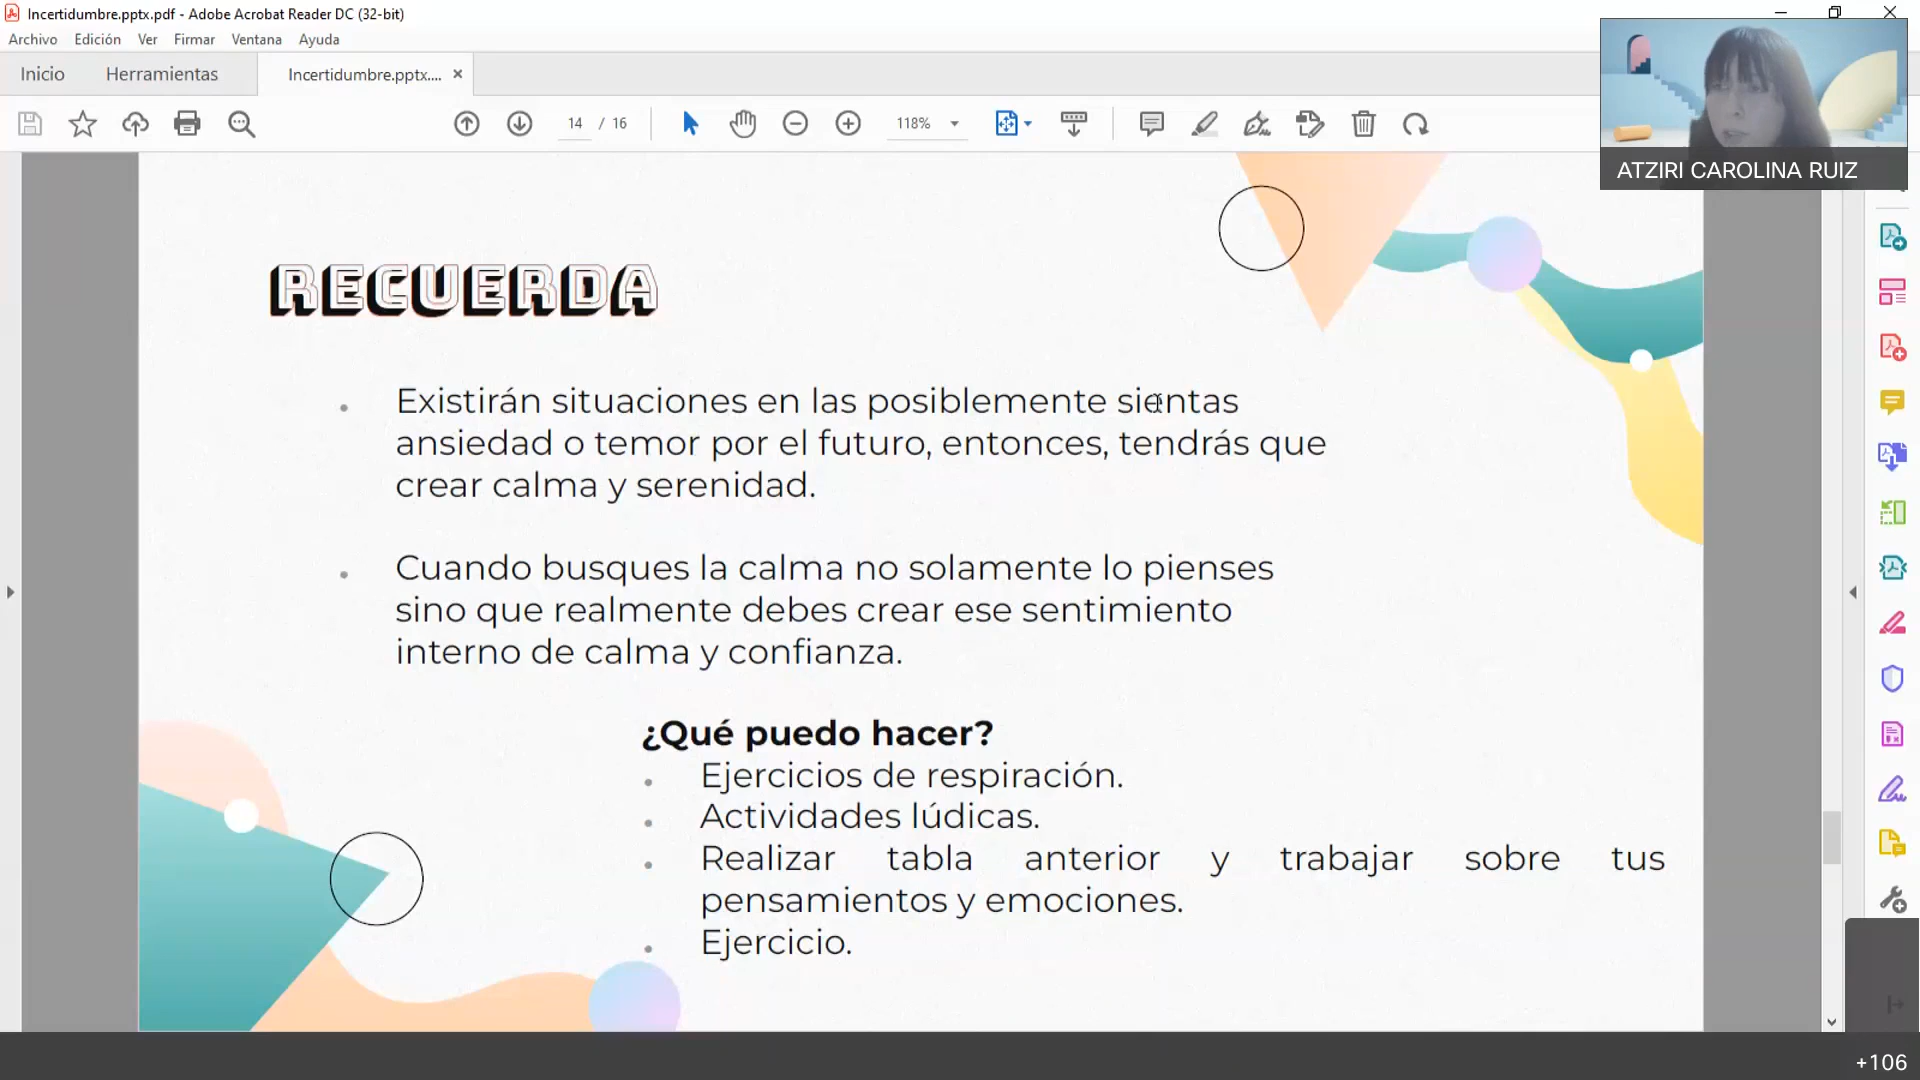 Incertidumbre.pptx.pdf - Adobe Acrobat Reader DC (32-bit)
Archivo Edición Ver Firmar Ventana Ayuda
Inicio Herramientas Incertidumbre.pptx.... ×
14 / 16 118%
ATZIRI CAROLINA RUIZ
RECUERDA
• Existirán situaciones en las posiblemente sientas
ansiedad o temor por el futuro, entonces, tendrás que
crear calma y serenidad.
• Cuando busques la calma no solamente lo pienses
sino que realmente debes crear ese sentimiento
interno de calma y confianza.
¿Qué puedo hacer?
• Ejercicios de respiración.
• Actividades lúdicas.
• Realizar tabla anterior y trabajar sobre tus
pensamientos y emociones.
• Ejercicio.
+106